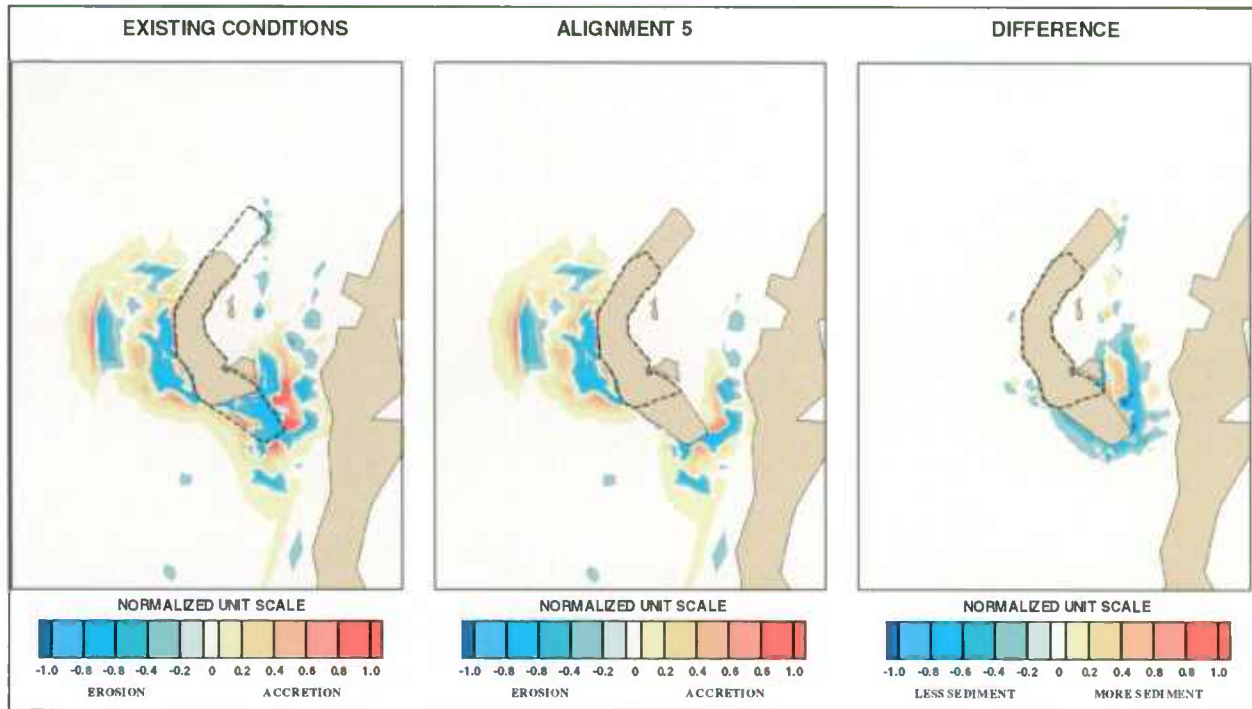 EXISTING CONDITIONS
ALIGNMENT 5
DIFFERENCE
NORMALIZED UNIT SCALE
-1.0 -0.8 -0.8 -0.4 -0.2 0 0.2 0.4 0.6 0.8 1.0
EROSION ACCRETION
NORMALIZED UNIT SCALE
-1.0 -0.8 -0.6 -0.4 -0.2 0 0.2 0.4 0.6 0.8 1.0
EROSION ACCRETION
NORMALIZED UNIT SCALE
-1.0 -0.8 -0.6 -0.4 -0.2 0 0.2 0.4 0.6 0.8 1.0
LESS SEDIMENT MORE SEDIMENT